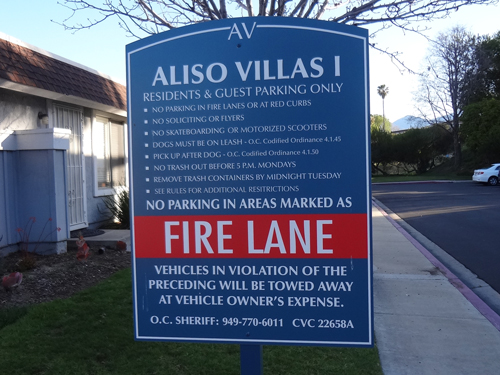 AV
ALISO VILLAS I
RESIDENTS & GUEST PARKING ONLY
NO PARKING IN FIRE LANES OR AT RED CURBS
NO SOLICITING OR FLYERS
NO SKATEBOARDING OR MOTORIZED SCOOTERS
DOGS MUST BE ON LEASH - O.C. Codified Ordinance 4.1.45
PICK UP AFTER DOG - O.C. Codified Ordinance 4.1.50
NO TRASH OUT BEFORE 5 P.M. MONDAYS
REMOVE TRASH CONTAINERS BY MIDNIGHT TUESDAY
SEE RULES FOR ADDITIONAL RESITRICTIONS
NO PARKING IN AREAS MARKED AS
FIRE LANE
VEHICLES IN VIOLATION OF THE
PRECEDING WILL BE TOWED AWAY
AT VEHICLE OWNER'S EXPENSE.
O.C. SHERIFF: 949-770-6011 CVC 22658A